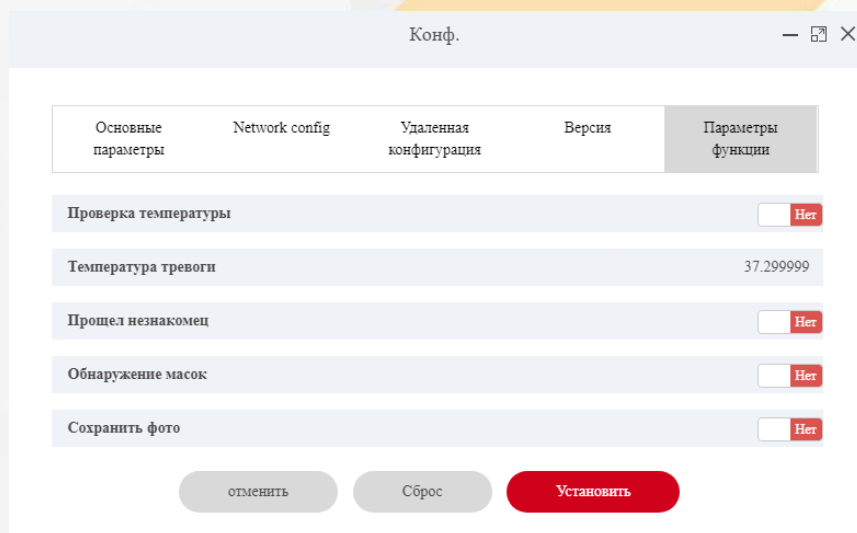 Конф.
Основные
параметры
Network config
Удаленная
конфигурация
Версия
Параметры
функции
Проверка температуры
Нет
Температура тревоги
37.299999
Прощел незнакомец
Нет
Обнаружение масок
Нет
Сохранить фото
Нет
отменить
Сброс
Установить